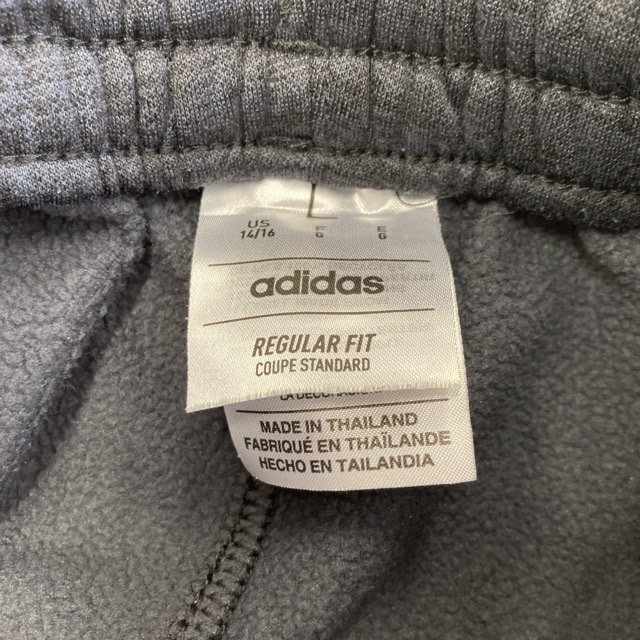 L
US F E
14/16 G G
adidas
REGULAR FIT
COUPE STANDARD
MADE IN THAILAND
FABRIQUÉ EN THAÏLANDE
HECHO EN TAILANDIA